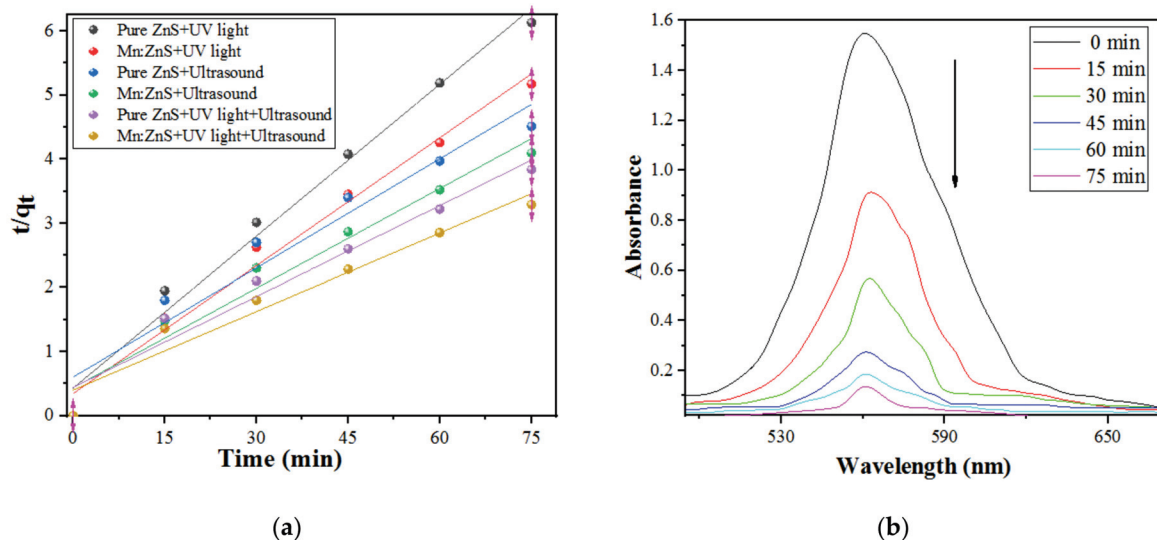 6
5
4
3
2
1
0
t/qt
Pure ZnS+UV light
Mn:ZnS+UV light
Pure ZnS+Ultrasound
Mn:ZnS+Ultrasound
Pure ZnS+UV light+Ultrasound
Mn:ZnS+UV light+Ultrasound
0 15 30 45 60 75
Time (min)
(a)
1.6
1.4
1.2
1.0
0.8
0.6
0.4
0.2
Absorbance
0 min
15 min
30 min
45 min
60 min
75 min
530 590 650
Wavelength (nm)
(b)